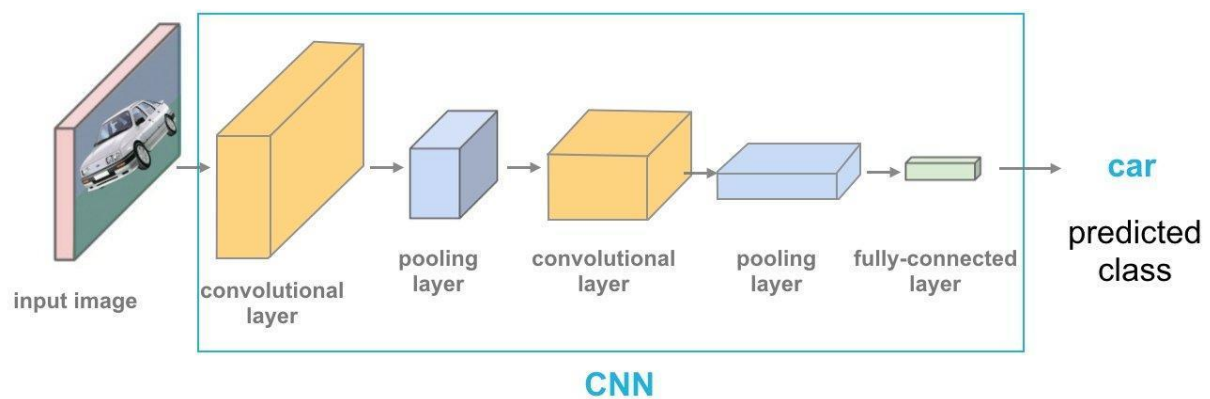 input image
convolutional
layer
pooling
layer
convolutional
layer
pooling
layer
fully-connected
layer
car
predicted
class
CNN